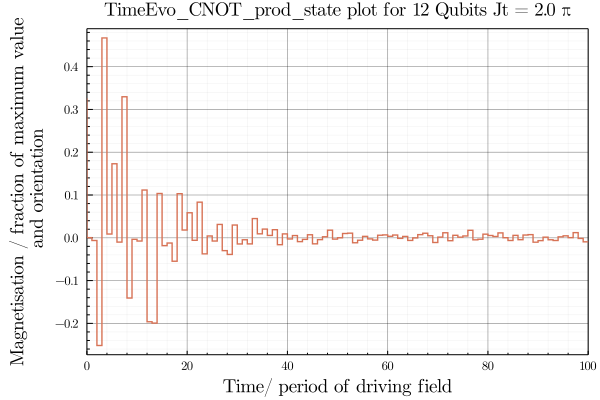 TimeEvo_CNOT_prod_state plot for 12 Qubits Jt = 2.0 π
Magnetisation / fraction of maximum value
and orientation
0.4
0.3
0.2
0.1
0.0
−0.1
−0.2
0 20 40 60 80 100
Time/ period of driving field